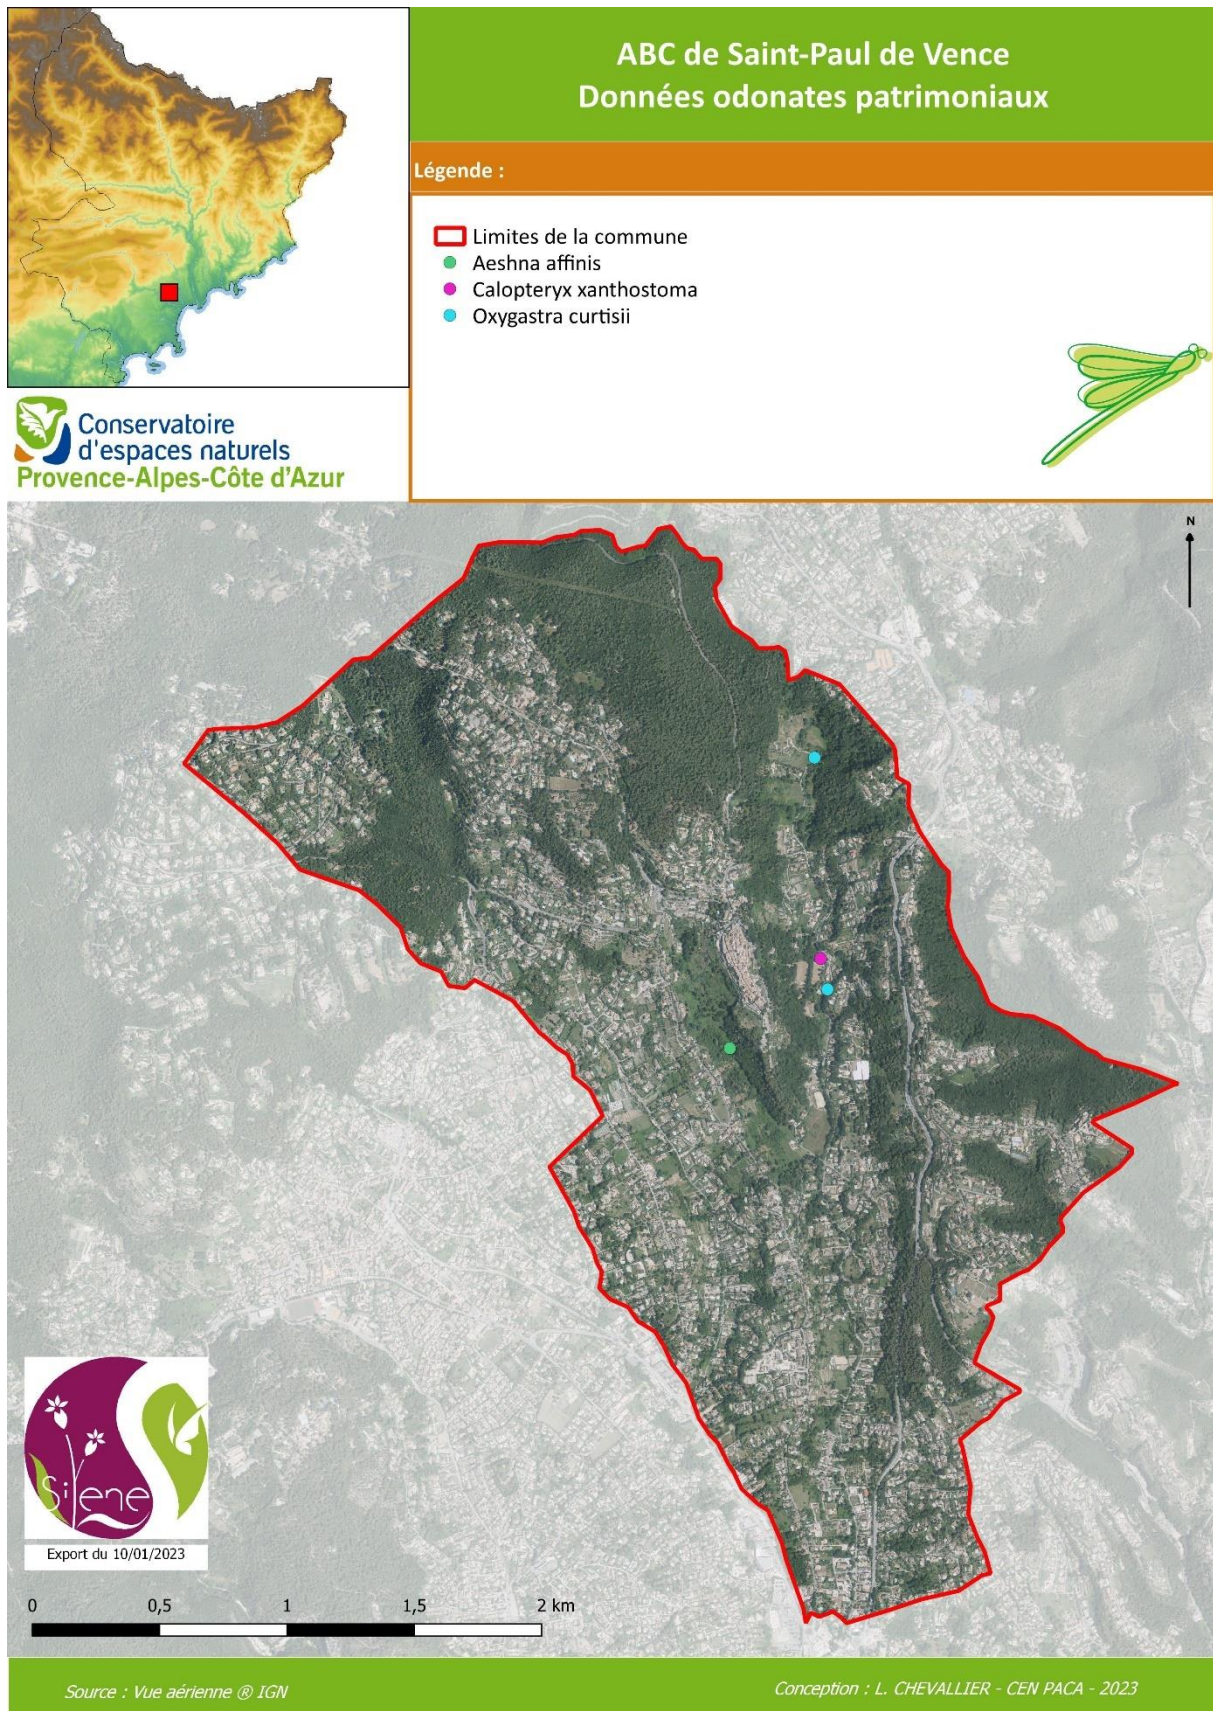 ABC de Saint-Paul de Vence
Données odonates patrimoniaux
Légende :
Limites de la commune
Aeshna affinis
Calopteryx xanthostoma
Oxygastra curtisii
Conservatoire
d'espaces naturels
Provence-Alpes-Côte d'Azur
N
Silene
Export du 10/01/2023
0 0,5 1 1,5 2 km
Source : Vue aérienne ® IGN
Conception : L. CHEVALLIER - CEN PACA - 2023